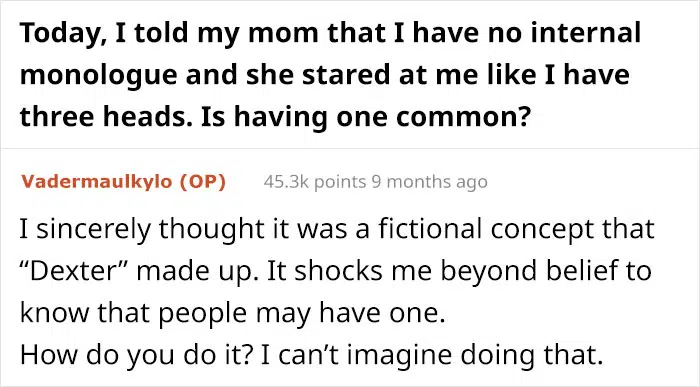 Today, I told my mom that I have no internal
monologue and she stared at me like I have
three heads. Is having one common?
Vadermaulkylo (OP) 45.3k points 9 months ago
I sincerely thought it was a fictional concept that
“Dexter” made up. It shocks me beyond belief to
know that people may have one.
How do you do it? I can’t imagine doing that.